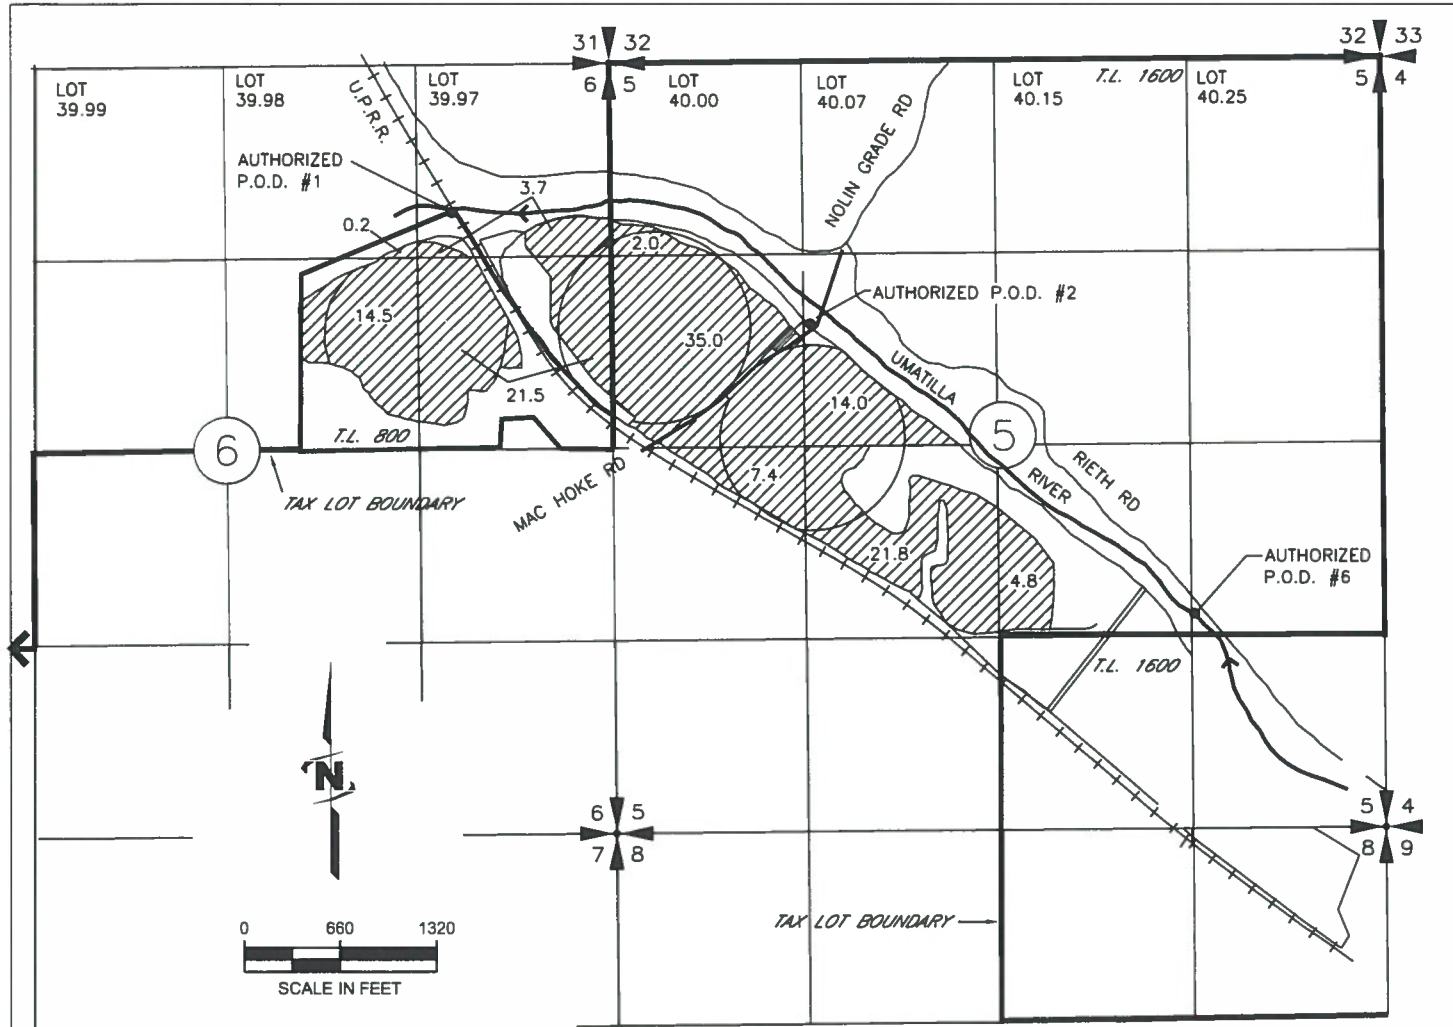 31 32
6 5
32 33
5 4
LOT
39.99
LOT
39.98
LOT
39.97
LOT
40.00
LOT
40.07
LOT
40.15
T.L. 1600
LOT
40.25
U.P.R.R.
NOLIN GRADE RD
AUTHORIZED
P.O.D. #1
3.7
0.2
2.0
AUTHORIZED P.O.D. #2
14.5
35.0
UMATILLA
RIVER
21.5
14.0
5
RIETH RD
T.L. 800
6
TAX LOT BOUNDARY
MAC HOKE RD
7.4
21.8
4.8
AUTHORIZED
P.O.D. #6
T.L. 1600
N
6 5
7 8
5 4
8 9
TAX LOT BOUNDARY
0 660 1320
SCALE IN FEET